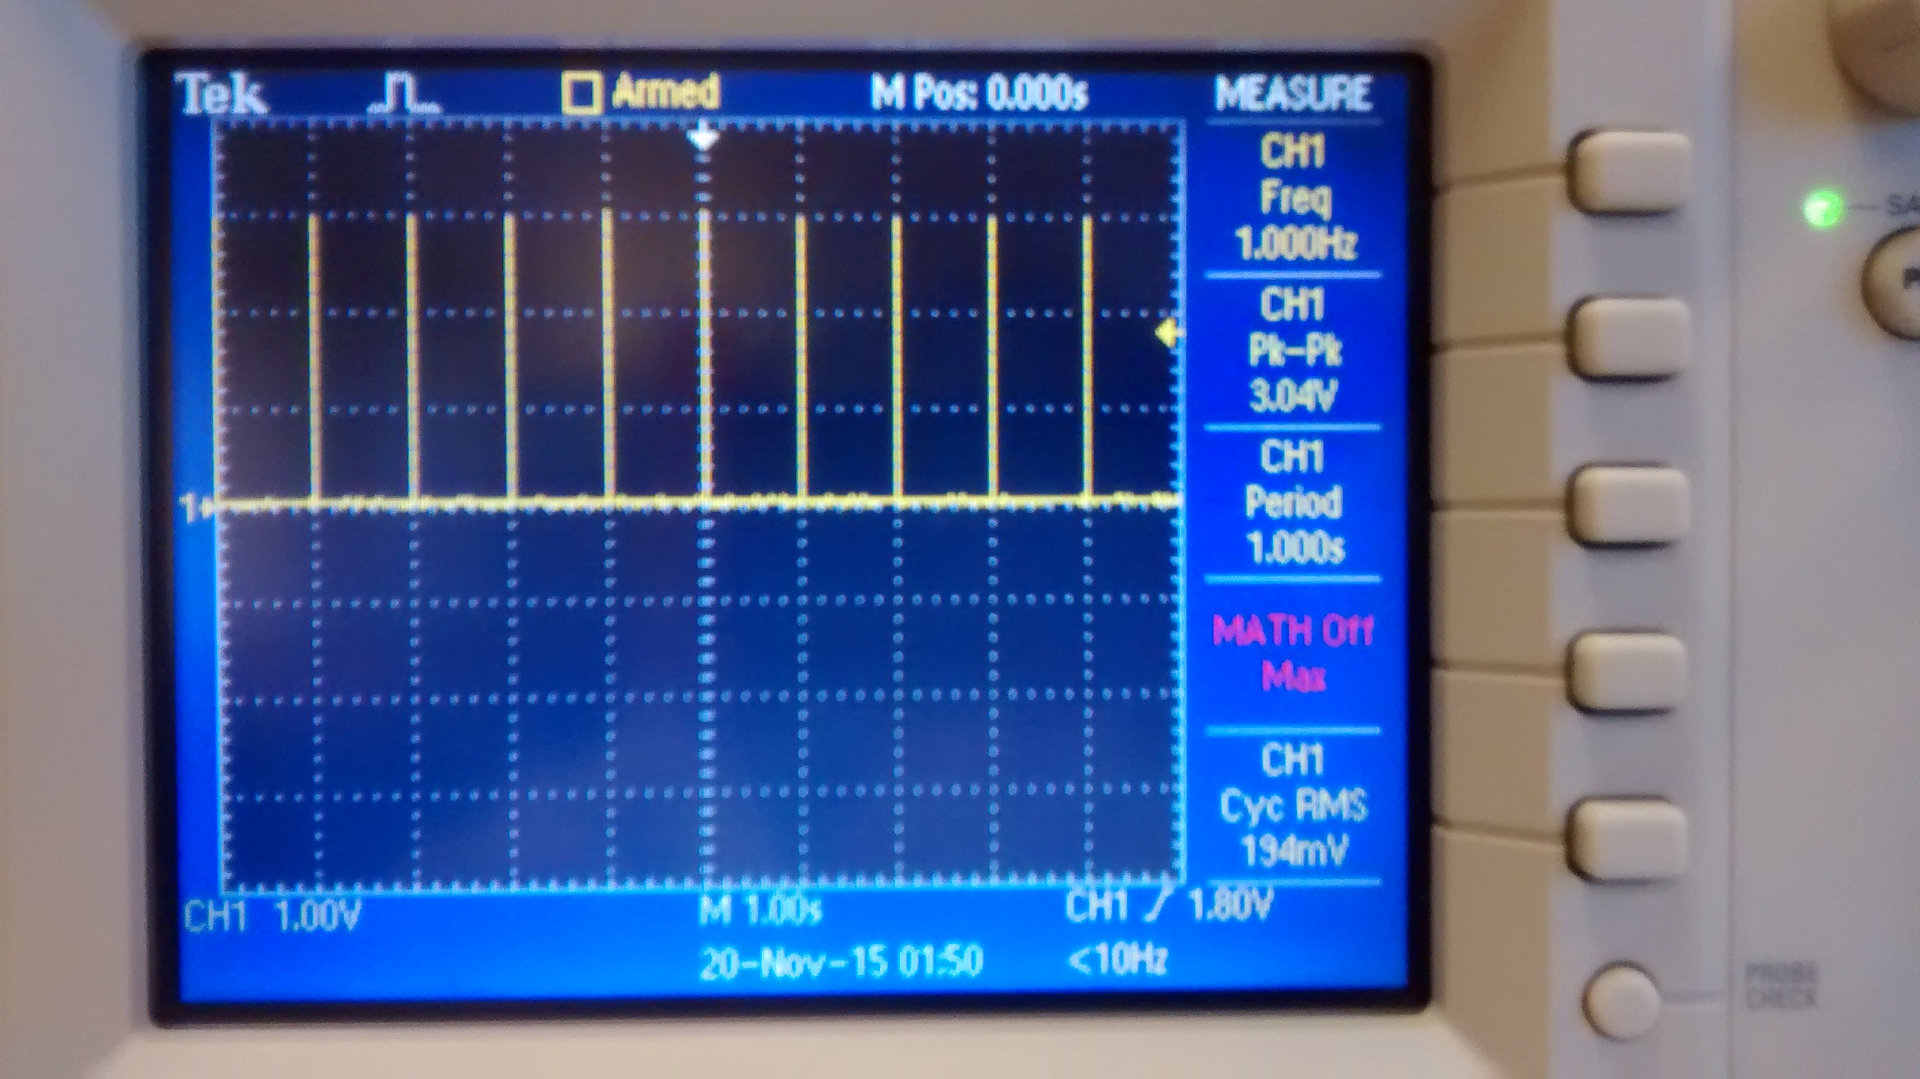 Tek Armed M Pos: 0.000s MEASURE
CH1
Freq
1.000Hz
CH1
Pk-Pk
3.04V
CH1
Period
1.000s
MATH Off
Max
CH1
Cyc RMS
194mV
1
CH1 1.00V M 1.00s CH1 1.80V
20-Nov-15 01:50 <10Hz
PROBE
CHECK